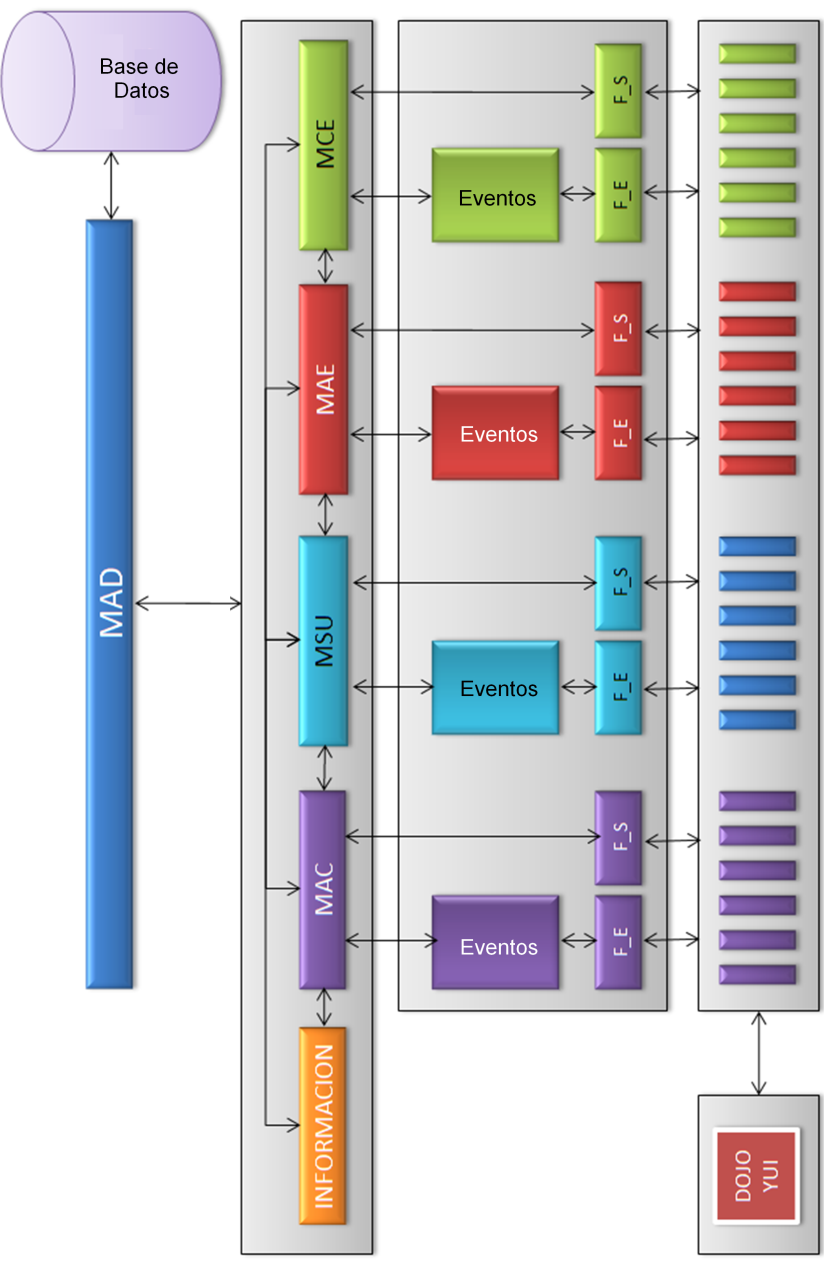 Base de
Datos
MAD
MCE
MAE
MSU
MAC
INFORMACION
F_S
Eventos
F_E
F_S
Eventos
F_E
F_S
Eventos
F_E
F_S
Eventos
F_E
DOJO
YUI